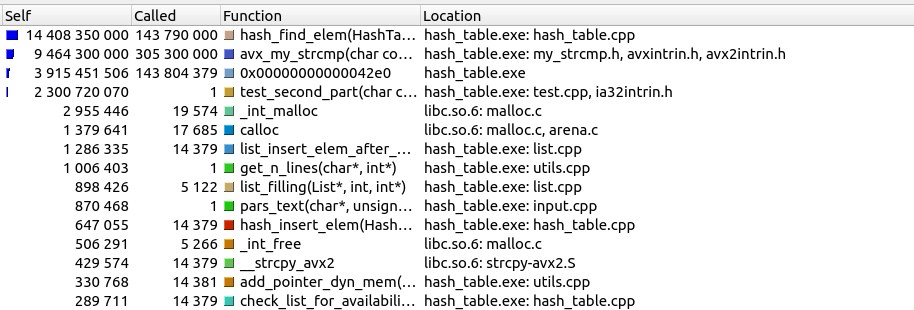 Self Called Function Location
14 408 350 000 143 790 000 hash_find_elem(HashTa... hash_table.exe: hash_table.cpp
9 464 300 000 305 300 000 avx_my_strcmp(char co... hash_table.exe: my_strcmp.h, avxintrin.h, avx2intrin.h
3 915 451 506 143 804 379 0x00000000000042e0 hash_table.exe
2 300 720 070 1 test_second_part(char c... hash_table.exe: test.cpp, ia32intrin.h
2 955 446 19 574 _int_malloc libc.so.6: malloc.c
1 379 641 17 685 calloc libc.so.6: malloc.c, arena.c
1 286 335 14 379 list_insert_elem_after_... hash_table.exe: list.cpp
1 006 403 1 get_n_lines(char*, int*) hash_table.exe: utils.cpp
898 426 5 122 list_filling(List*, int, int*) hash_table.exe: list.cpp
870 468 1 pars_text(char*, unsign... hash_table.exe: input.cpp
647 055 14 379 hash_insert_elem(Hash... hash_table.exe: hash_table.cpp
506 291 5 266 _int_free libc.so.6: malloc.c
429 574 14 379 __strcpy_avx2 libc.so.6: strcpy-avx2.S
330 768 14 381 add_pointer_dyn_mem(... hash_table.exe: utils.cpp
289 711 14 379 check_list_for_availabili... hash_table.exe: hash_table.cpp